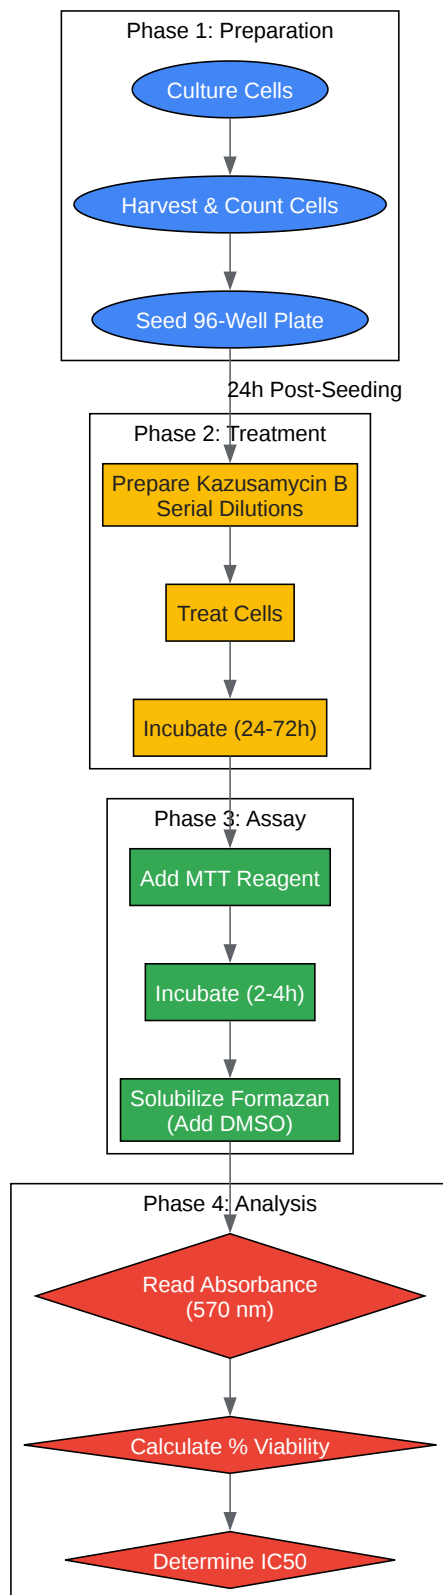 Phase 1: Preparation
Culture Cells
Harvest & Count Cells
Seed 96-Well Plate
24h Post-Seeding
Phase 2: Treatment
Prepare Kazusamycin B
Serial Dilutions
Treat Cells
Incubate (24-72h)
Phase 3: Assay
Add MTT Reagent
Incubate (2-4h)
Solubilize Formazan
(Add DMSO)
Phase 4: Analysis
Read Absorbance
(570 nm)
Calculate % Viability
Determine IC50